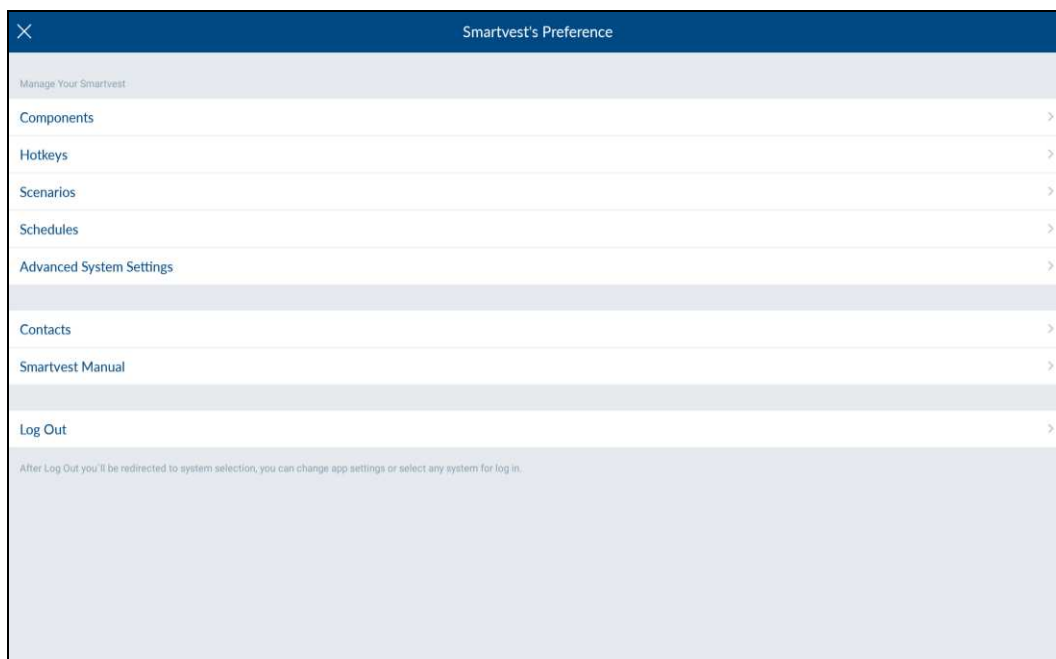 Smartvest's Preference
Manage Your Smartvest
Components
Hotkeys
Scenarios
Schedules
Advanced System Settings
Contacts
Smartvest Manual
Log Out
After Log Out you`ll be redirected to system selection, you can change app settings or select any system for log in.